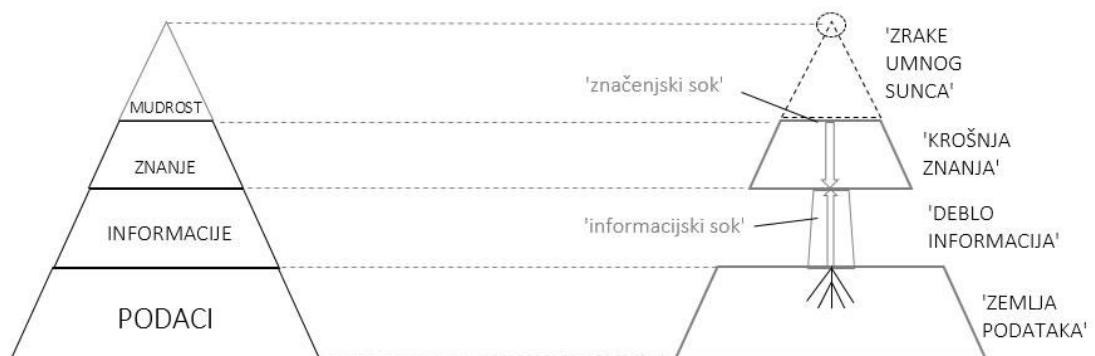 MUDROST
ZNANJE
INFORMACIJE
PODACI
'značenjski sok'
'informacijski sok'
'ZRAKE
UMNOG
SUNCA'
'KROŠNJA
ZNANJA'
'DEBLO
INFORMACIJA'
'ZEMLJA
PODATAKA'